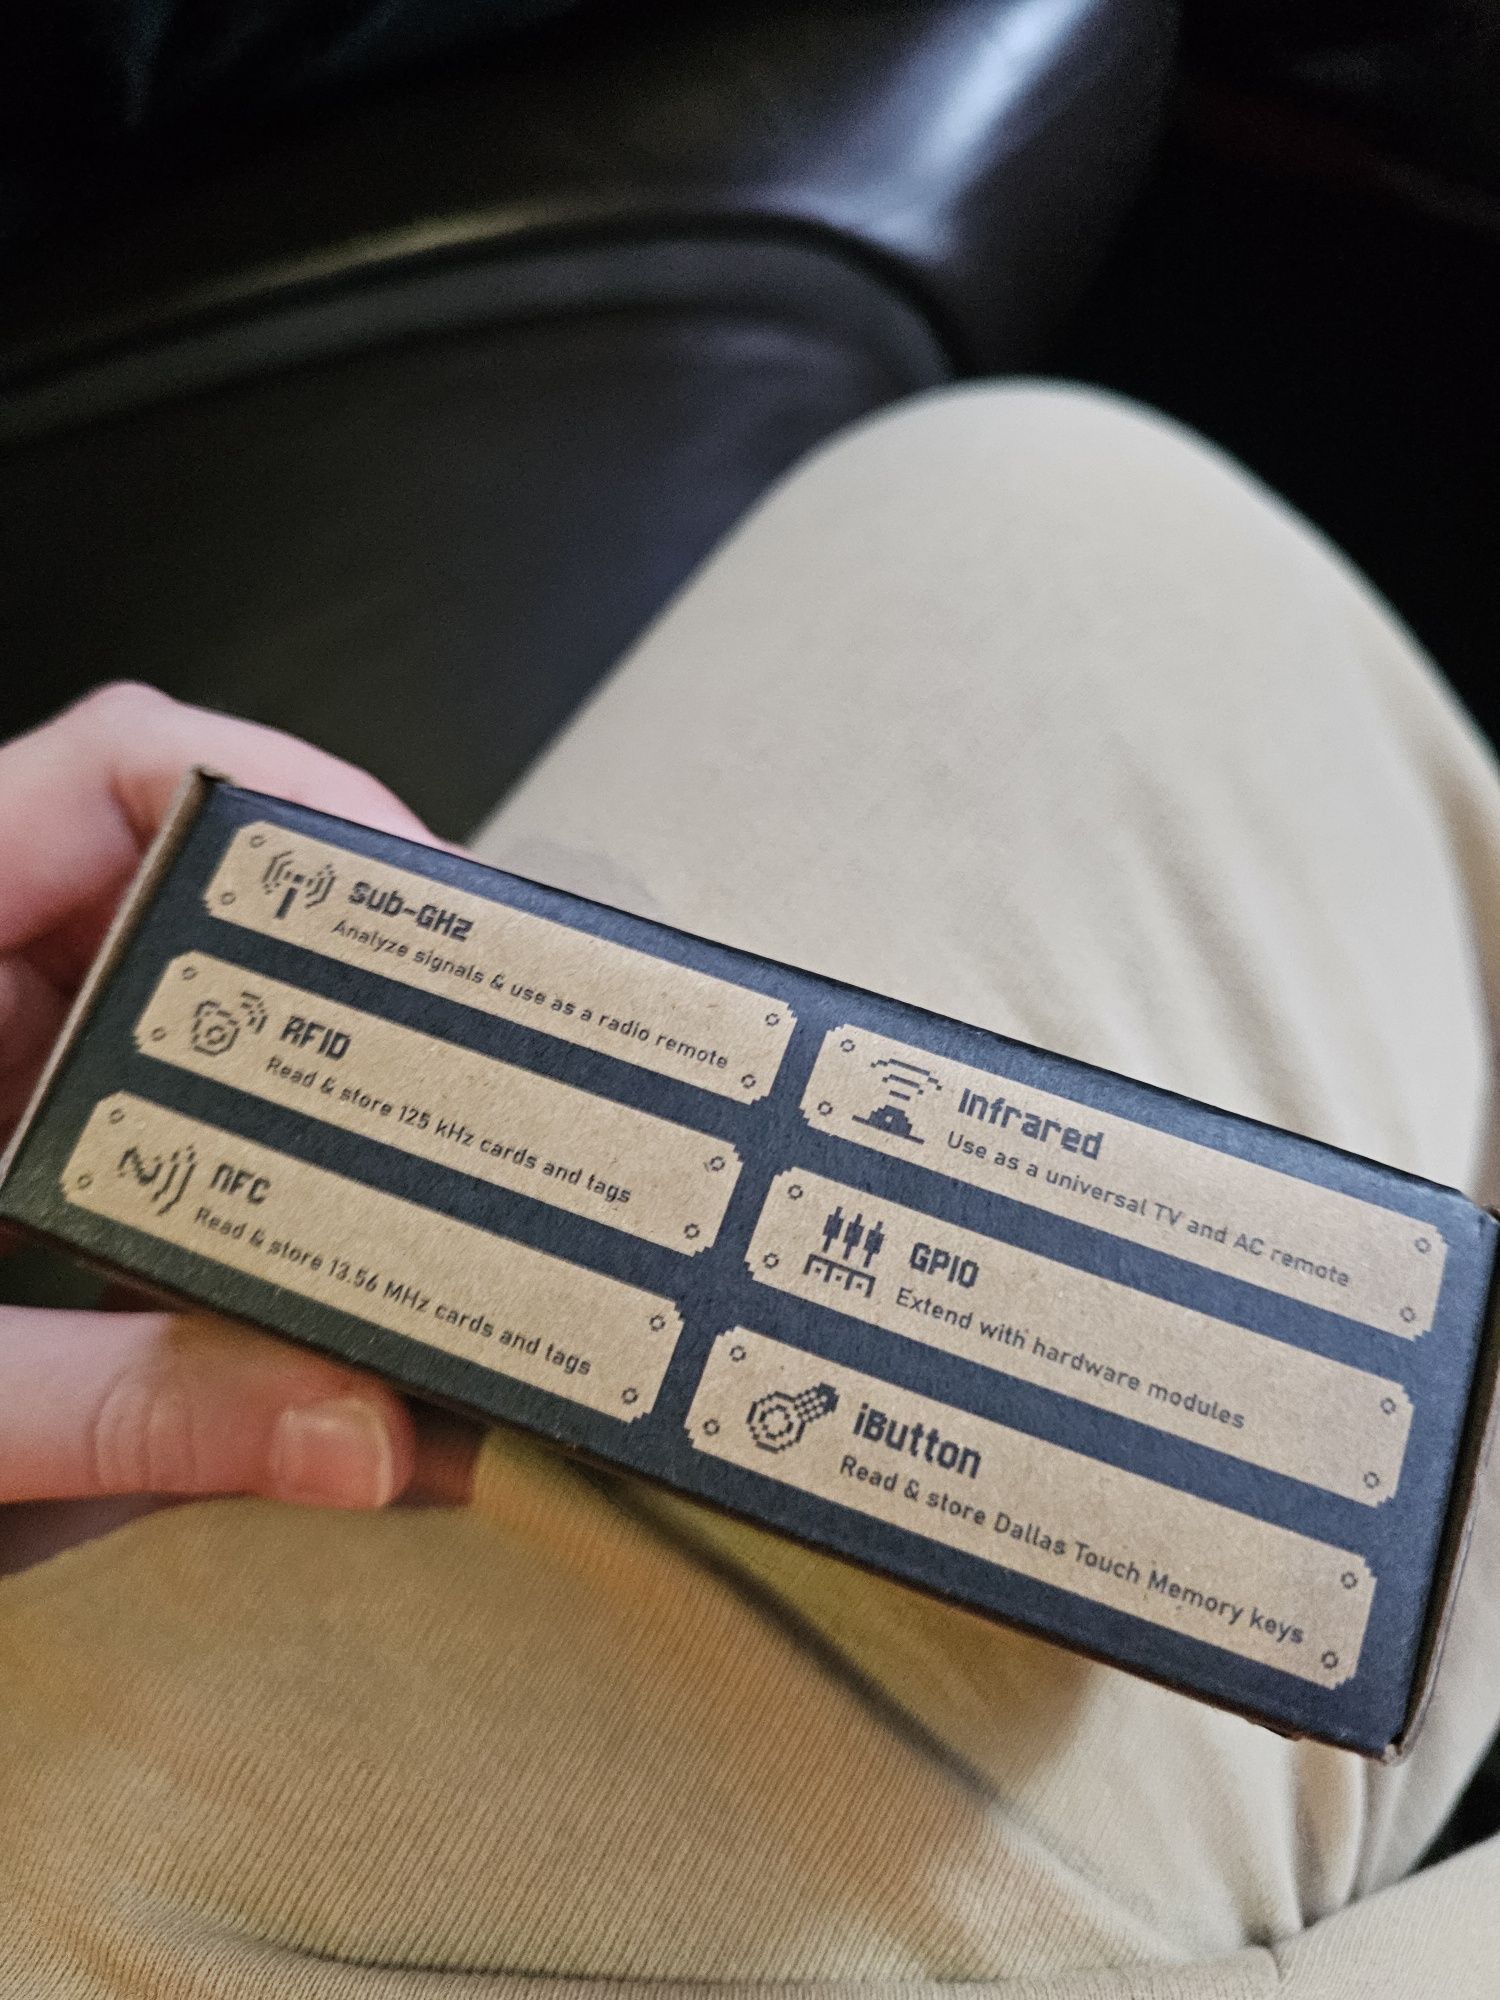 Sub-GHz
Analyze signals & use as a radio remote
RFID
Read & store 125 kHz cards and tags
NFC
Read & store 13.56 MHz cards and tags
Infrared
Use as a universal TV and AC remote
GPIO
Extend with hardware modules
iButton
Read & store Dallas Touch Memory keys